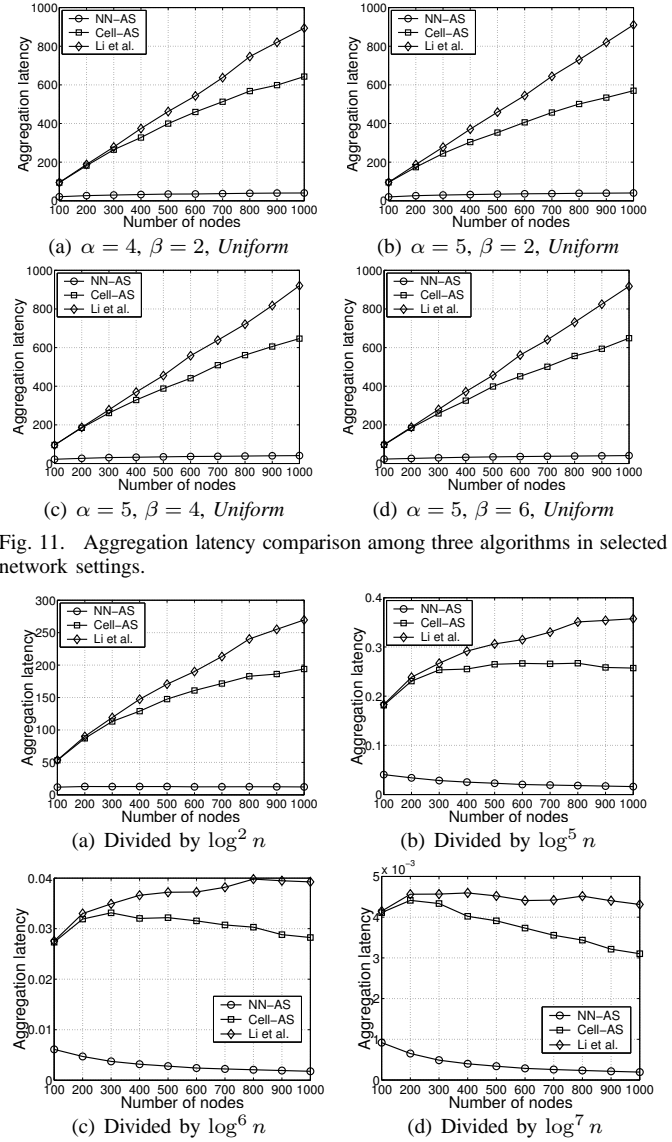 1000
800
600
400
200
0
Aggregation latency
NN−AS
Cell−AS
Li et al.
100 200 300 400 500 600 700 800 900 1000
Number of nodes
(a) α = 4, β = 2, Uniform
1000
800
600
400
200
0
Aggregation latency
NN−AS
Cell−AS
Li et al.
100 200 300 400 500 600 700 800 900 1000
Number of nodes
(b) α = 5, β = 2, Uniform
1000
800
600
400
200
0
Aggregation latency
NN−AS
Cell−AS
Li et al.
100 200 300 400 500 600 700 800 900 1000
Number of nodes
(c) α = 5, β = 4, Uniform
1000
800
600
400
200
0
Aggregation latency
NN−AS
Cell−AS
Li et al.
100 200 300 400 500 600 700 800 900 1000
Number of nodes
(d) α = 5, β = 6, Uniform
Fig. 11. Aggregation latency comparison among three algorithms in selected
network settings.
300
250
200
150
100
50
0
Aggregation latency
NN−AS
Cell−AS
Li et al.
100 200 300 400 500 600 700 800 900 1000
Number of nodes
(a) Divided by log² n
0.4
0.3
0.2
0.1
0
Aggregation latency
NN−AS
Cell−AS
Li et al.
100 200 300 400 500 600 700 800 900 1000
Number of nodes
(b) Divided by log⁵ n
0.04
0.03
0.02
0.01
0
Aggregation latency
NN−AS
Cell−AS
Li et al.
100 200 300 400 500 600 700 800 900 1000
Number of nodes
(c) Divided by log⁶ n
5 x 10⁻³
4
3
2
1
0
Aggregation latency
NN−AS
Cell−AS
Li et al.
100 200 300 400 500 600 700 800 900 1000
Number of nodes
(d) Divided by log⁷ n